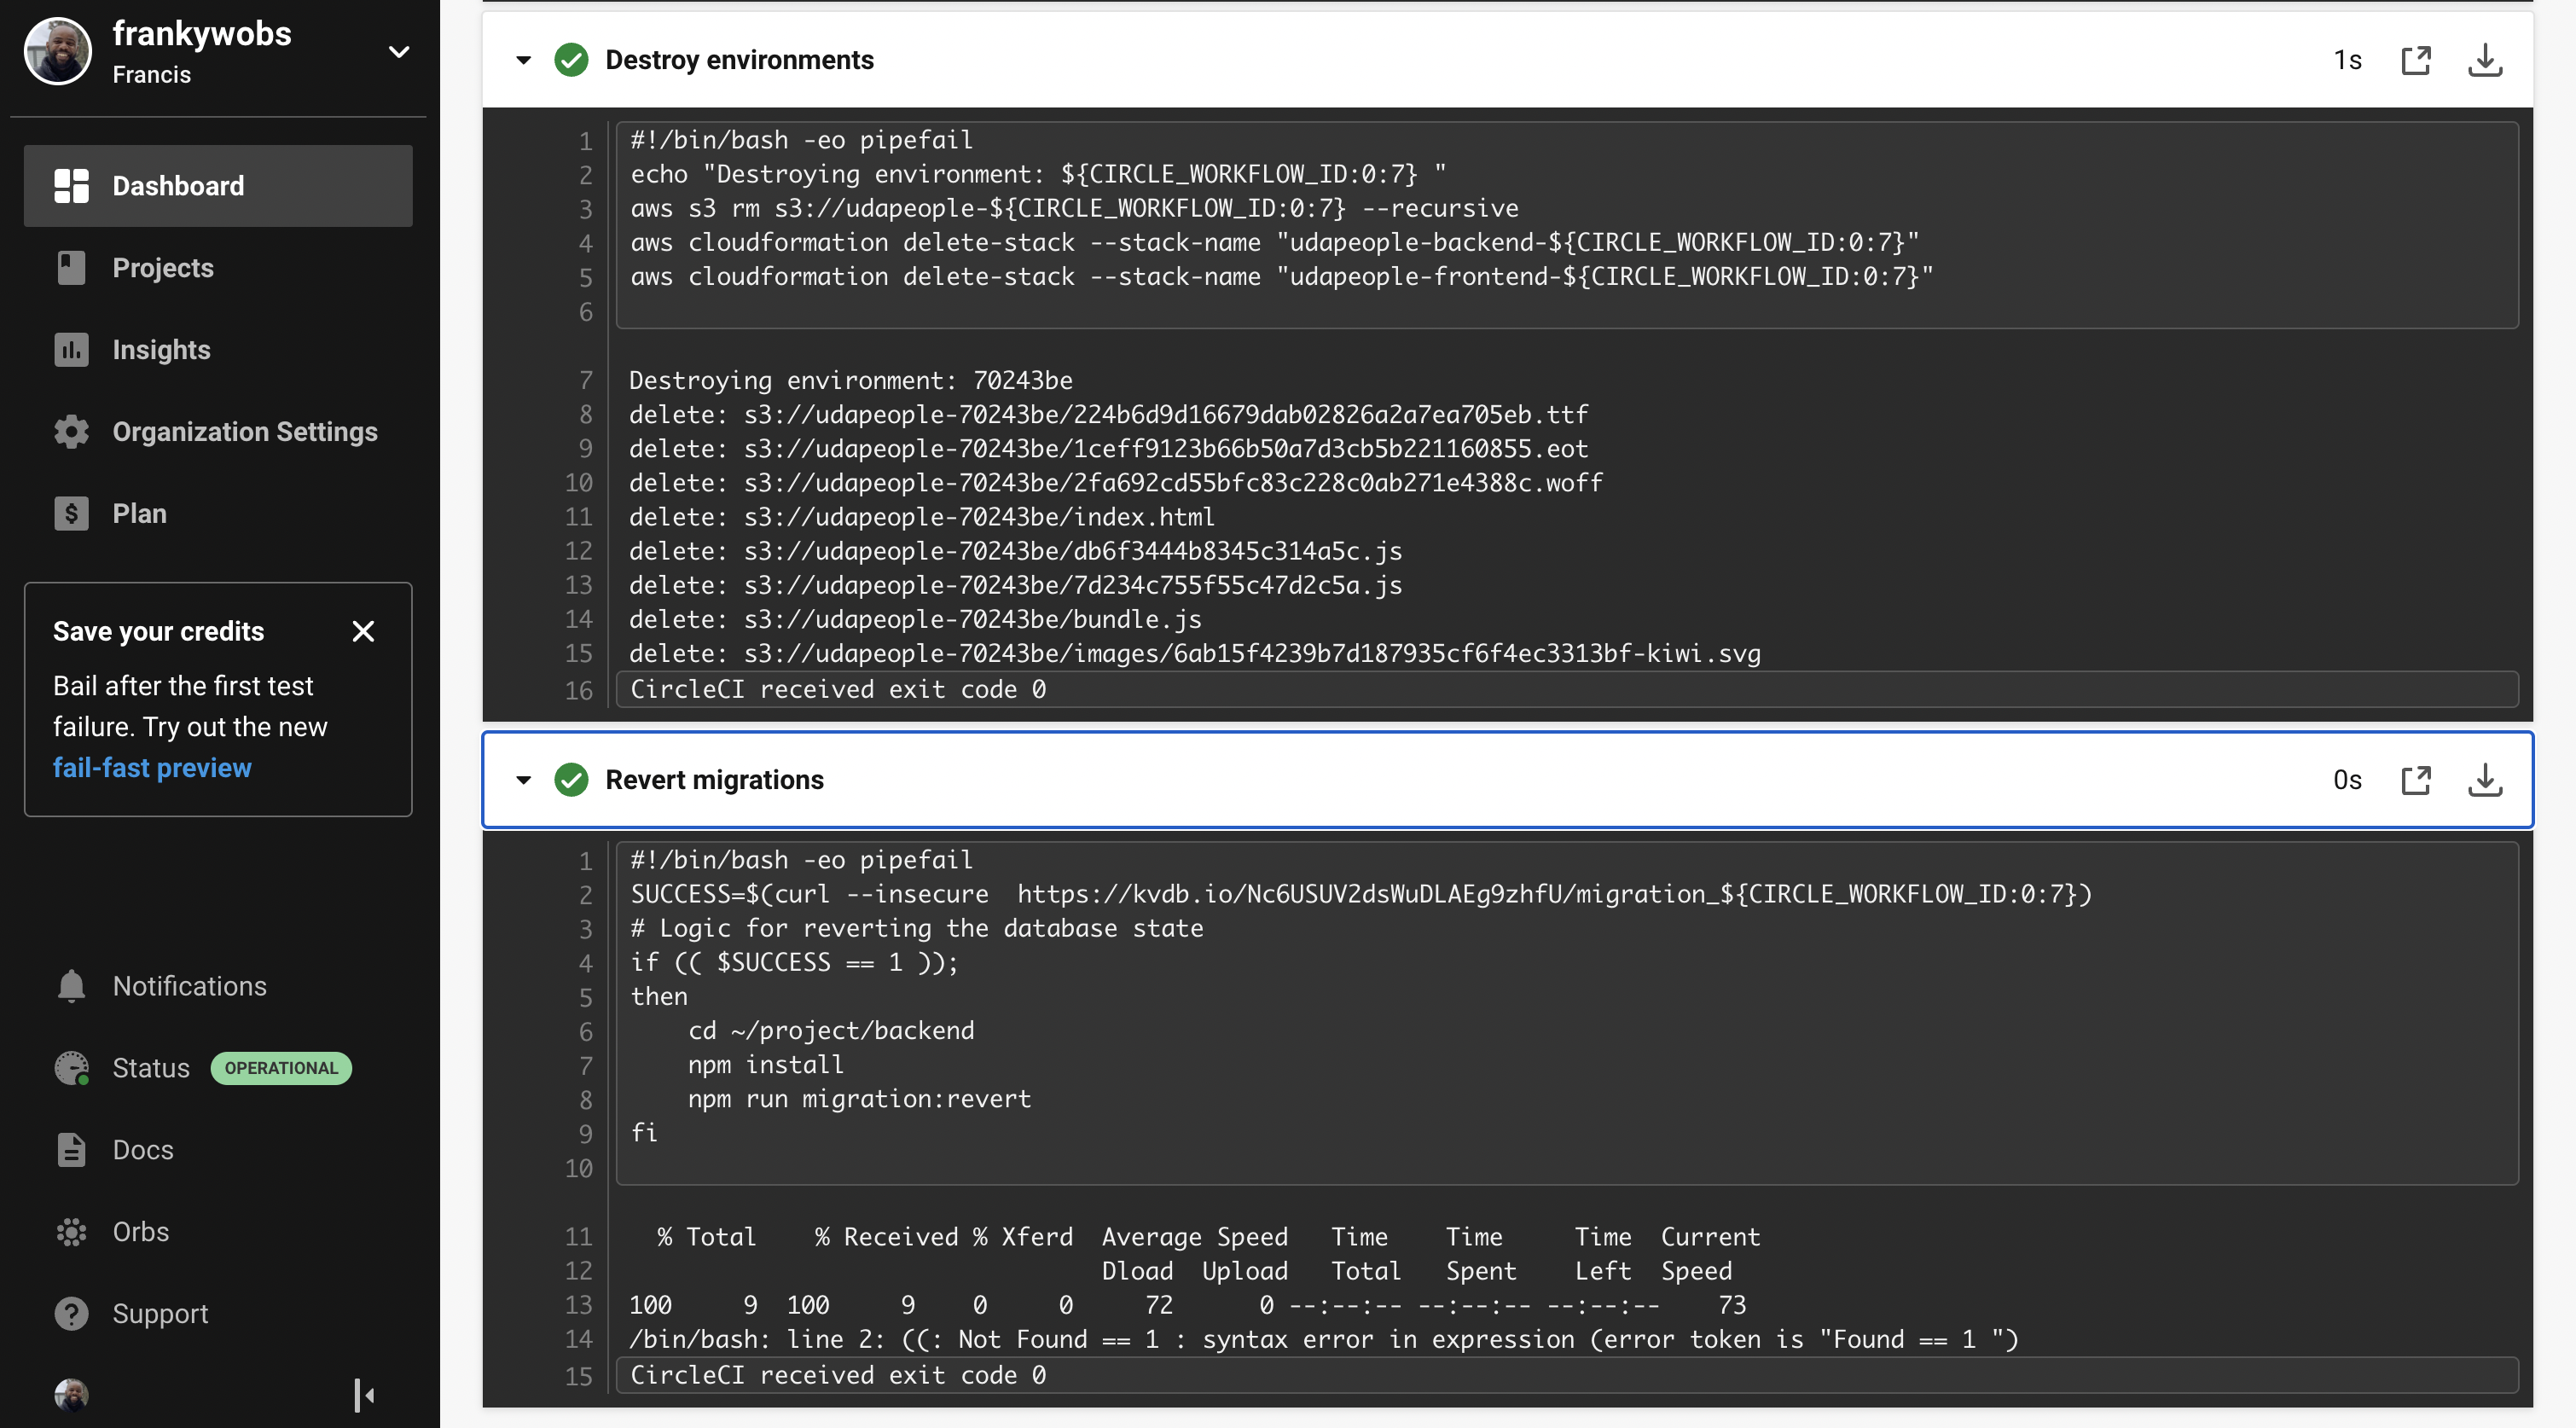 frankywobs
Francis
Dashboard
Projects
Insights
Organization Settings
Plan
Save your credits
Bail after the first test
failure. Try out the new
fail-fast preview
Notifications
Status OPERATIONAL
Docs
Orbs
Support
Destroy environments 1s
1 #!/bin/bash -eo pipefail
2 echo "Destroying environment: ${CIRCLE_WORKFLOW_ID:0:7} "
3 aws s3 rm s3://udapeople-${CIRCLE_WORKFLOW_ID:0:7} --recursive
4 aws cloudformation delete-stack --stack-name "udapeople-backend-${CIRCLE_WORKFLOW_ID:0:7}"
5 aws cloudformation delete-stack --stack-name "udapeople-frontend-${CIRCLE_WORKFLOW_ID:0:7}"
6
7 Destroying environment: 70243be
8 delete: s3://udapeople-70243be/224b6d9d16679dab02826a2a7ea705eb.ttf
9 delete: s3://udapeople-70243be/1ceff9123b66b50a7d3cb5b221160855.eot
10 delete: s3://udapeople-70243be/2fa692cd55bfc83c228c0ab271e4388c.woff
11 delete: s3://udapeople-70243be/index.html
12 delete: s3://udapeople-70243be/db6f3444b8345c314a5c.js
13 delete: s3://udapeople-70243be/7d234c755f55c47d2c5a.js
14 delete: s3://udapeople-70243be/bundle.js
15 delete: s3://udapeople-70243be/images/6ab15f4239b7d187935cf6f4ec3313bf-kiwi.svg
16 CircleCI received exit code 0
Revert migrations 0s
1 #!/bin/bash -eo pipefail
2 SUCCESS=$(curl --insecure  https://kvdb.io/Nc6USUV2dsWuDLAEg9zhfU/migration_${CIRCLE_WORKFLOW_ID:0:7})
3 # Logic for reverting the database state
4 if (( $SUCCESS == 1 ));
5 then
6     cd ~/project/backend
7     npm install
8     npm run migration:revert
9 fi
10
11   % Total    % Received % Xferd  Average Speed   Time    Time     Time  Current
12                                  Dload  Upload   Total   Spent    Left  Speed
13 100     9  100     9    0     0     72      0 --:--:-- --:--:-- --:--:--    73
14 /bin/bash: line 2: ((: Not Found == 1 : syntax error in expression (error token is "Found == 1 ")
15 CircleCI received exit code 0